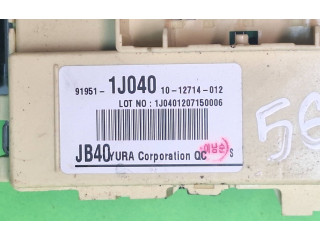 91951- 1J040 10-12714-012
LOT NO : 1J0401207150006
JB40 YURA Corporation QC S
56